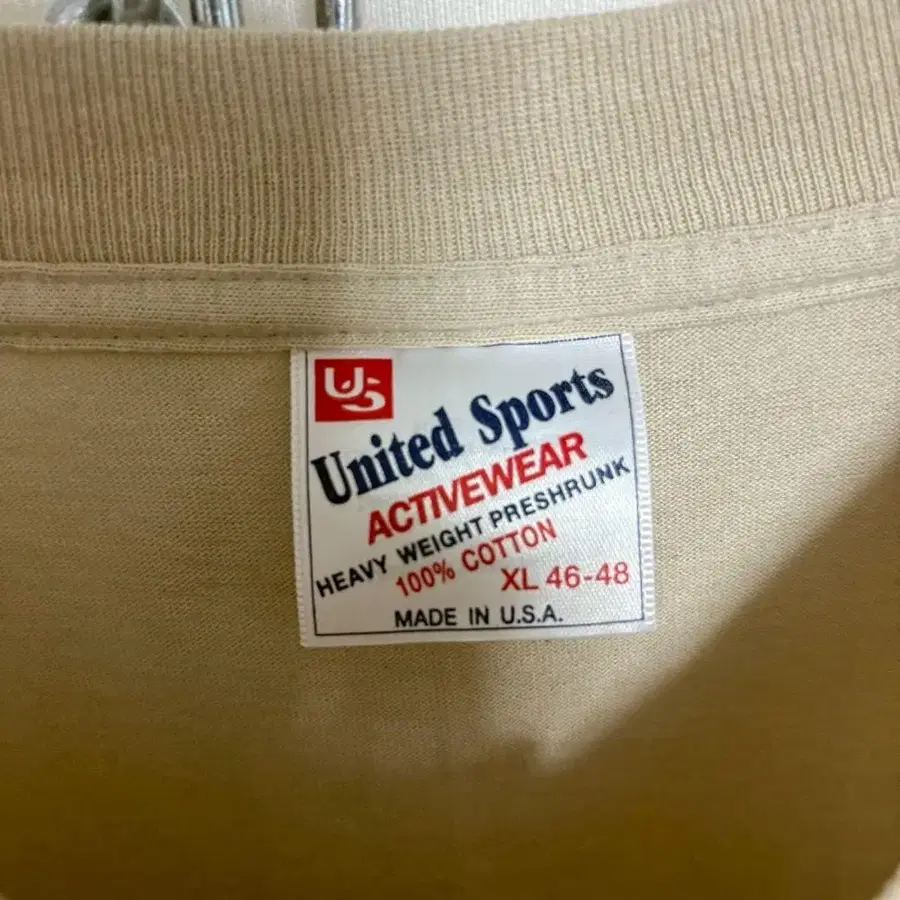 US
United Sports
ACTIVEWEAR
HEAVY WEIGHT PRESHRUNK
100% COTTON
XL 46-48
MADE IN U.S.A.